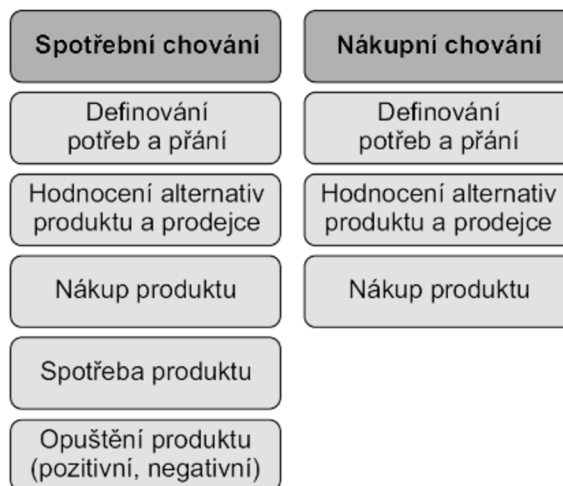 Spotřební chování
Definování
potřeb a přání
Hodnocení alternativ
produktu a prodejce
Nákup produktu
Spotřeba produktu
Opuštění produktu
(pozitivní, negativní)
Nákupní chování
Definování
potřeb a přání
Hodnocení alternativ
produktu a prodejce
Nákup produktu